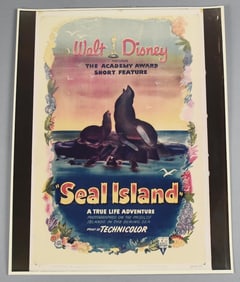 Walt Disney
THE ACADEMY AWARD
SHORT FEATURE
"Seal Island"
A TRUE LIFE ADVENTURE
PHOTOGRAPHED ON THE PRIBILOF
ISLANDS IN THE BERING SEA
TECHNICOLOR